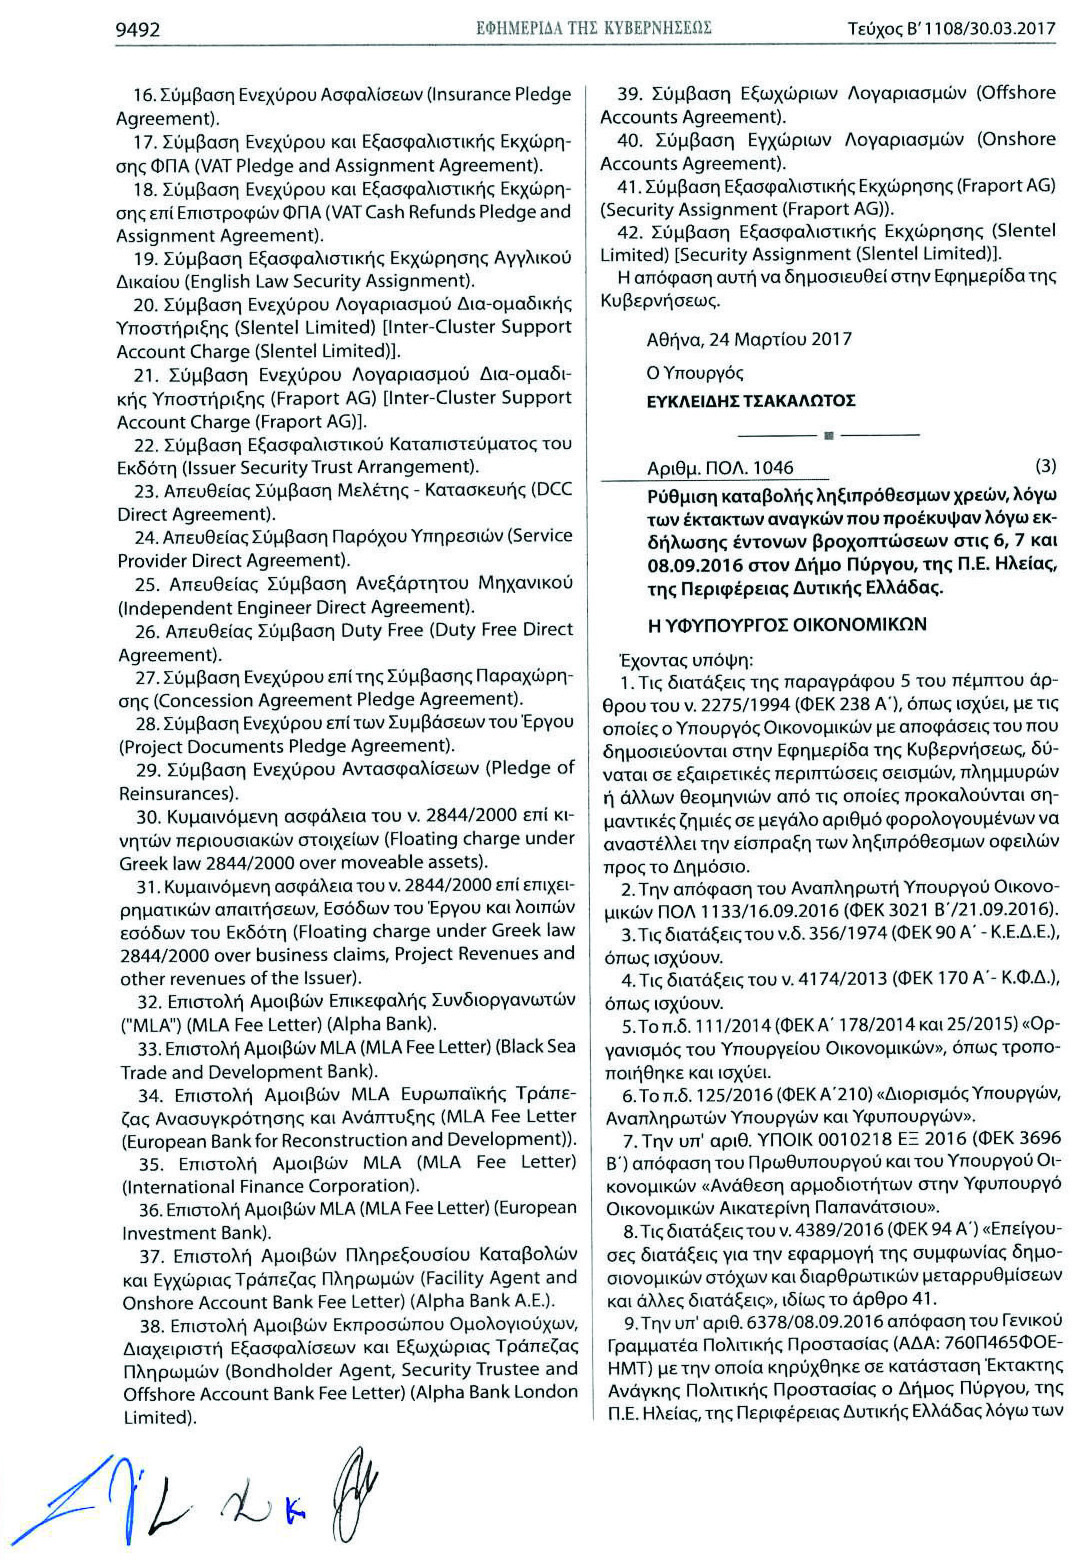 9492
ΕΦΗΜΕΡΙΔΑ ΤΗΣ ΚΥΒΕΡΝΗΣΕΩΣ
Τεύχος Β’ 1108/30.03.2017
16. Σύμβαση Ενεχύρου Ασφαλίσεων (Insurance Pledge
Agreement).
17. Σύμβαση Ενεχύρου και Εξασφαλιστικής Εκχώρη-
σης ΦΠΑ (VAT Pledge and Assignment Agreement).
18. Σύμβαση Ενεχύρου και Εξασφαλιστικής Εκχώρη-
σης επί Επιστροφών ΦΠΑ (VAT Cash Refunds Pledge and
Assignment Agreement).
19. Σύμβαση Εξασφαλιστικής Εκχώρησης Αγγλικού
Δικαίου (English Law Security Assignment).
20. Σύμβαση Ενεχύρου Λογαριασμού Δια-ομαδικής
Υποστήριξης (Slentel Limited) [Inter-Cluster Support
Account Charge (Slentel Limited)].
21. Σύμβαση Ενεχύρου Λογαριασμού Δια-ομαδι-
κής Υποστήριξης (Fraport AG) [Inter-Cluster Support
Account Charge (Fraport AG)].
22. Σύμβαση Εξασφαλιστικού Καταπιστεύματος του
Εκδότη (Issuer Security Trust Arrangement).
23. Απευθείας Σύμβαση Μελέτης - Κατασκευής (DCC
Direct Agreement).
24. Απευθείας Σύμβαση Παρόχου Υπηρεσιών (Service
Provider Direct Agreement).
25. Απευθείας Σύμβαση Ανεξάρτητου Μηχανικού
(Independent Engineer Direct Agreement).
26. Απευθείας Σύμβαση Duty Free (Duty Free Direct
Agreement).
27. Σύμβαση Ενεχύρου επί της Σύμβασης Παραχώρη-
σης (Concession Agreement Pledge Agreement).
28. Σύμβαση Ενεχύρου επί των Συμβάσεων του Έργου
(Project Documents Pledge Agreement).
29. Σύμβαση Ενεχύρου Αντασφαλίσεων (Pledge of
Reinsurances).
30. Κυμαινόμενη ασφάλεια του ν. 2844/2000 επί κι-
νητών περιουσιακών στοιχείων (Floating charge under
Greek law 2844/2000 over moveable assets).
31. Κυμαινόμενη ασφάλεια του ν. 2844/2000 επί επιχει-
ρηματικών απαιτήσεων, Εσόδων του Έργου και λοιπών
εσόδων του Εκδότη (Floating charge under Greek law
2844/2000 over business claims, Project Revenues and
other revenues of the Issuer).
32. Επιστολή Αμοιβών Επικεφαλής Συνδιοργανωτών
("MLA") (MLA Fee Letter) (Alpha Bank).
33. Επιστολή Αμοιβών MLA (MLA Fee Letter) (Black Sea
Trade and Development Bank).
34. Επιστολή Αμοιβών MLA Ευρωπαϊκής Τράπε-
ζας Ανασυγκρότησης και Ανάπτυξης (MLA Fee Letter
(European Bank for Reconstruction and Development)).
35. Επιστολή Αμοιβών MLA (MLA Fee Letter)
(International Finance Corporation).
36. Επιστολή Αμοιβών MLA (MLA Fee Letter) (European
Investment Bank).
37. Επιστολή Αμοιβών Πληρεξουσίου Καταβολών
και Εγχώριας Τράπεζας Πληρωμών (Facility Agent and
Onshore Account Bank Fee Letter) (Alpha Bank A.E.).
38. Επιστολή Αμοιβών Εκπροσώπου Ομολογιούχων,
Διαχειριστή Εξασφαλίσεων και Εξωχώριας Τράπεζας
Πληρωμών (Bondholder Agent, Security Trustee and
Offshore Account Bank Fee Letter) (Alpha Bank London
Limited).
39. Σύμβαση Εξωχώριων Λογαριασμών (Offshore
Accounts Agreement).
40. Σύμβαση Εγχώριων Λογαριασμών (Onshore
Accounts Agreement).
41. Σύμβαση Εξασφαλιστικής Εκχώρησης (Fraport AG)
(Security Assignment (Fraport AG)).
42. Σύμβαση Εξασφαλιστικής Εκχώρησης (Slentel
Limited) [Security Assignment (Slentel Limited)].
Η απόφαση αυτή να δημοσιευθεί στην Εφημερίδα της
Κυβερνήσεως.
Αθήνα, 24 Μαρτίου 2017
Ο Υπουργός
ΕΥΚΛΕΙΔΗΣ ΤΣΑΚΑΛΩΤΟΣ
Αριθμ. ΠΟΛ. 1046 (3)
Ρύθμιση καταβολής ληξιπρόθεσμων χρεών, λόγω
των έκτακτων αναγκών που προέκυψαν λόγω εκ-
δήλωσης έντονων βροχοπτώσεων στις 6, 7 και
08.09.2016 στον Δήμο Πύργου, της Π.Ε. Ηλείας,
της Περιφέρειας Δυτικής Ελλάδας.
Η ΥΦΥΠΟΥΡΓΟΣ ΟΙΚΟΝΟΜΙΚΩΝ
Έχοντας υπόψη:
1. Τις διατάξεις της παραγράφου 5 του πέμπτου άρ-
θρου του ν. 2275/1994 (ΦΕΚ 238 Α΄), όπως ισχύει, με τις
οποίες ο Υπουργός Οικονομικών με αποφάσεις του που
δημοσιεύονται στην Εφημερίδα της Κυβερνήσεως, δύ-
ναται σε εξαιρετικές περιπτώσεις σεισμών, πλημμυρών
ή άλλων θεομηνιών από τις οποίες προκαλούνται ση-
μαντικές ζημιές σε μεγάλο αριθμό φορολογουμένων να
αναστέλλει την είσπραξη των ληξιπρόθεσμων οφειλών
προς το Δημόσιο.
2. Την απόφαση του Αναπληρωτή Υπουργού Οικονο-
μικών ΠΟΛ 1133/16.09.2016 (ΦΕΚ 3021 Β΄/21.09.2016).
3. Τις διατάξεις του ν.δ. 356/1974 (ΦΕΚ 90 Α΄ - Κ.Ε.Δ.Ε.),
όπως ισχύουν.
4. Τις διατάξεις του ν. 4174/2013 (ΦΕΚ 170 Α΄- Κ.Φ.Δ.),
όπως ισχύουν.
5. Το π.δ. 111/2014 (ΦΕΚ Α΄ 178/2014 και 25/2015) «Ορ-
γανισμός του Υπουργείου Οικονομικών», όπως τροπο-
ποιήθηκε και ισχύει.
6. Το π.δ. 125/2016 (ΦΕΚ Α΄210) «Διορισμός Υπουργών,
Αναπληρωτών Υπουργών και Υφυπουργών».
7. Την υπ' αριθ. ΥΠΟΙΚ 0010218 ΕΞ 2016 (ΦΕΚ 3696
Β΄) απόφαση του Πρωθυπουργού και του Υπουργού Οι-
κονομικών «Ανάθεση αρμοδιοτήτων στην Υφυπουργό
Οικονομικών Αικατερίνη Παπανάτσιου».
8. Τις διατάξεις του ν. 4389/2016 (ΦΕΚ 94 Α΄) «Επείγου-
σες διατάξεις για την εφαρμογή της συμφωνίας δημο-
σιονομικών στόχων και διαρθρωτικών μεταρρυθμίσεων
και άλλες διατάξεις», ιδίως το άρθρο 41.
9. Την υπ' αριθ. 6378/08.09.2016 απόφαση του Γενικού
Γραμματέα Πολιτικής Προστασίας (ΑΔΑ: 760Π465ΦΟΕ-
ΗΜΤ) με την οποία κηρύχθηκε σε κατάσταση Έκτακτης
Ανάγκης Πολιτικής Προστασίας ο Δήμος Πύργου, της
Π.Ε. Ηλείας, της Περιφέρειας Δυτικής Ελλάδας λόγω των